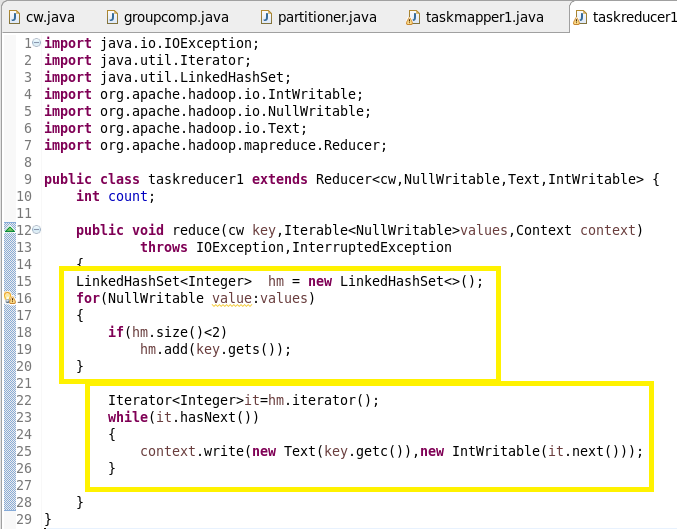 cw.java groupcomp.java partitioner.java taskmapper1.java taskreducer1
1 import java.io.IOException;
2 import java.util.Iterator;
3 import java.util.LinkedHashSet;
4 import org.apache.hadoop.io.IntWritable;
5 import org.apache.hadoop.io.NullWritable;
6 import org.apache.hadoop.io.Text;
7 import org.apache.hadoop.mapreduce.Reducer;
8
9 public class taskreducer1 extends Reducer<cw,NullWritable,Text,IntWritable> {
10 int count;
11
12 public void reduce(cw key,Iterable<NullWritable>values,Context context)
13 throws IOException,InterruptedException
14 {
15 LinkedHashSet<Integer>  hm = new LinkedHashSet<>();
16 for(NullWritable value:values)
17 {
18 if(hm.size()<2)
19 hm.add(key.gets());
20 }
21
22 Iterator<Integer>it=hm.iterator();
23 while(it.hasNext())
24 {
25 context.write(new Text(key.getc()),new IntWritable(it.next()));
26 }
27
28 }
29 }